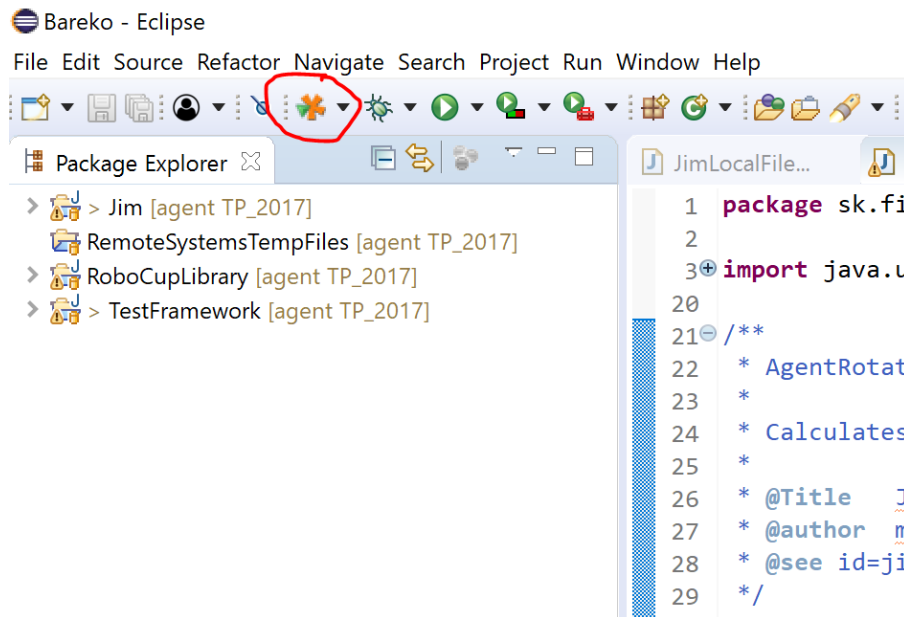 Bareko - Eclipse
File Edit Source Refactor Navigate Search Project Run Window Help
Package Explorer
JimLocalFile...
> Jim [agent TP_2017]
RemoteSystemsTempFiles [agent TP_2017]
RoboCupLibrary [agent TP_2017]
> TestFramework [agent TP_2017]
1 package sk.fi
2
3 import java.u
20
21 /**
22 * AgentRotat
23 *
24 * Calculates
25 *
26 * @Title J
27 * @author m
28 * @see id=ji
29 */